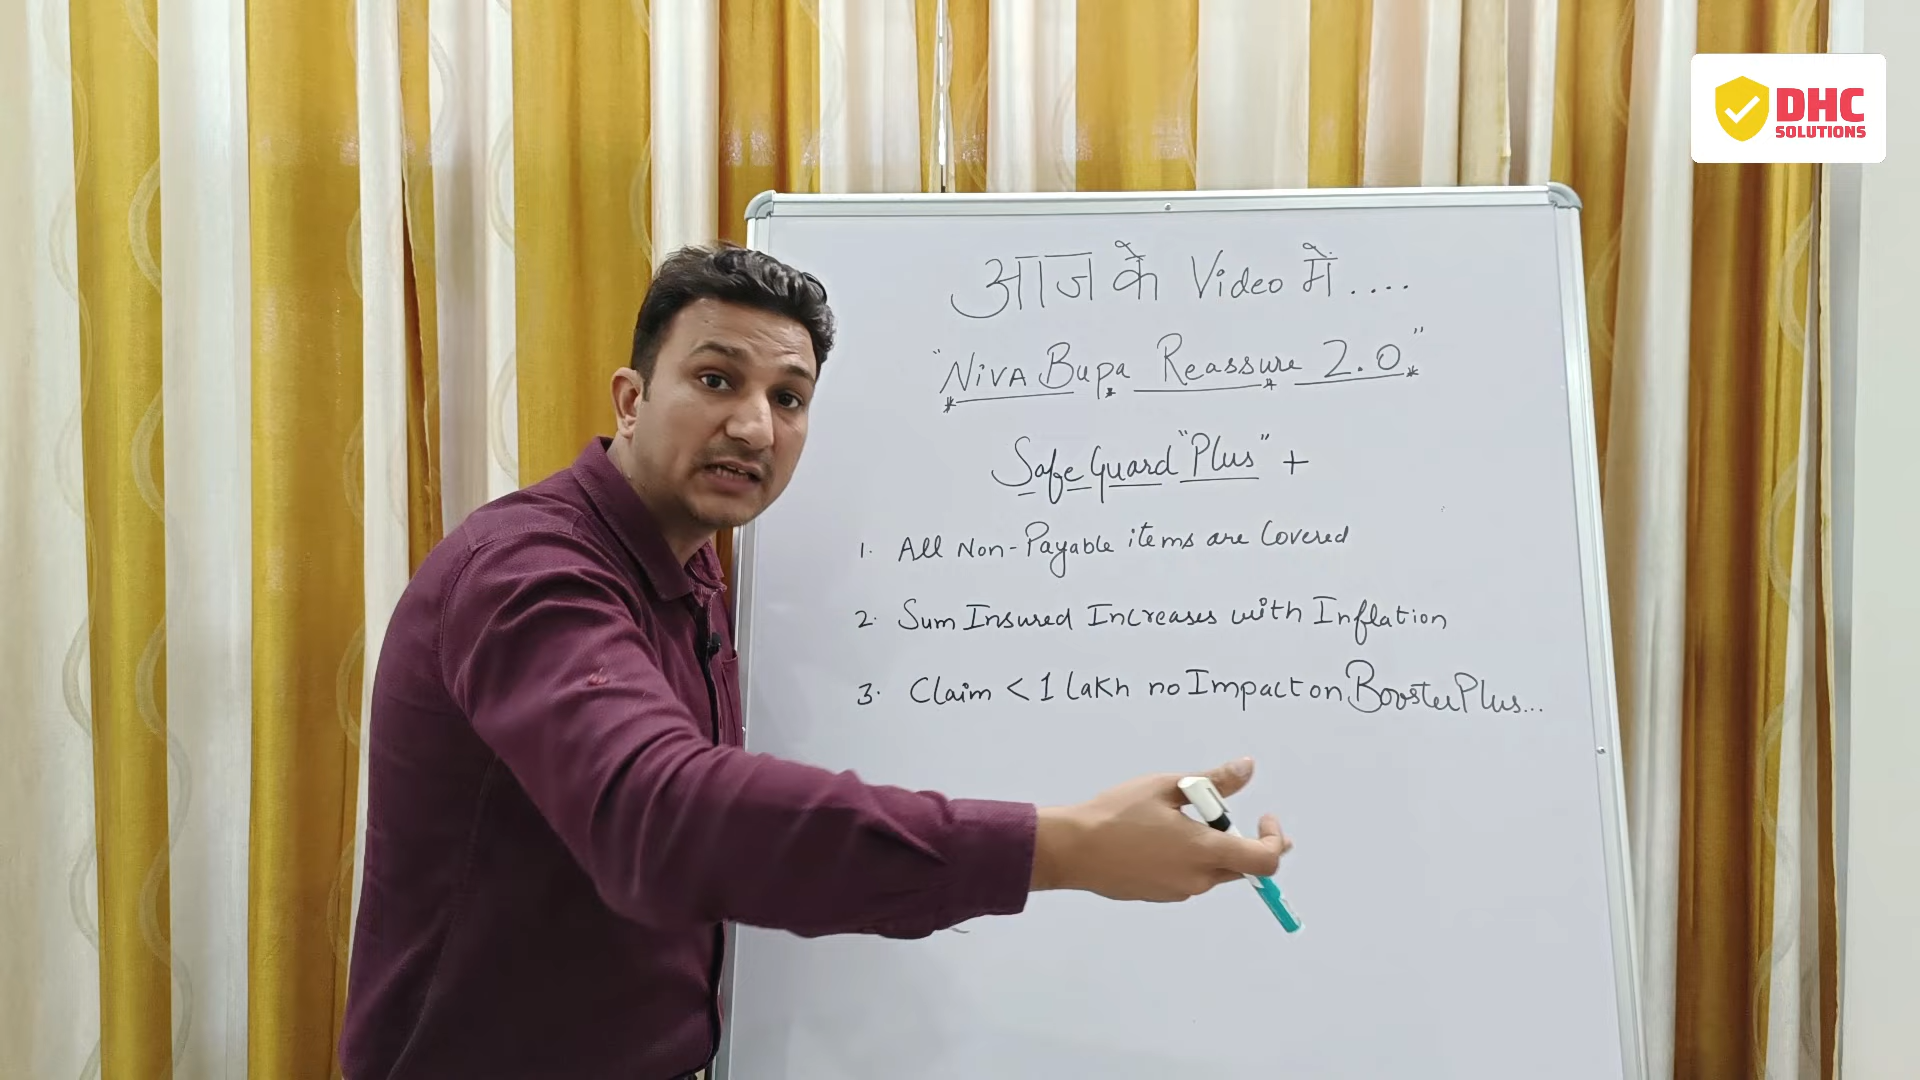 DHC
SOLUTIONS
आज के Video में....
"Niva Bupa Reassure 2.0"
Safe Guard "Plus" +
1. All Non-Payable items are Covered
2. Sum Insured Increases with Inflation
3. Claim < 1 Lakh no Impact on Booster Plus...